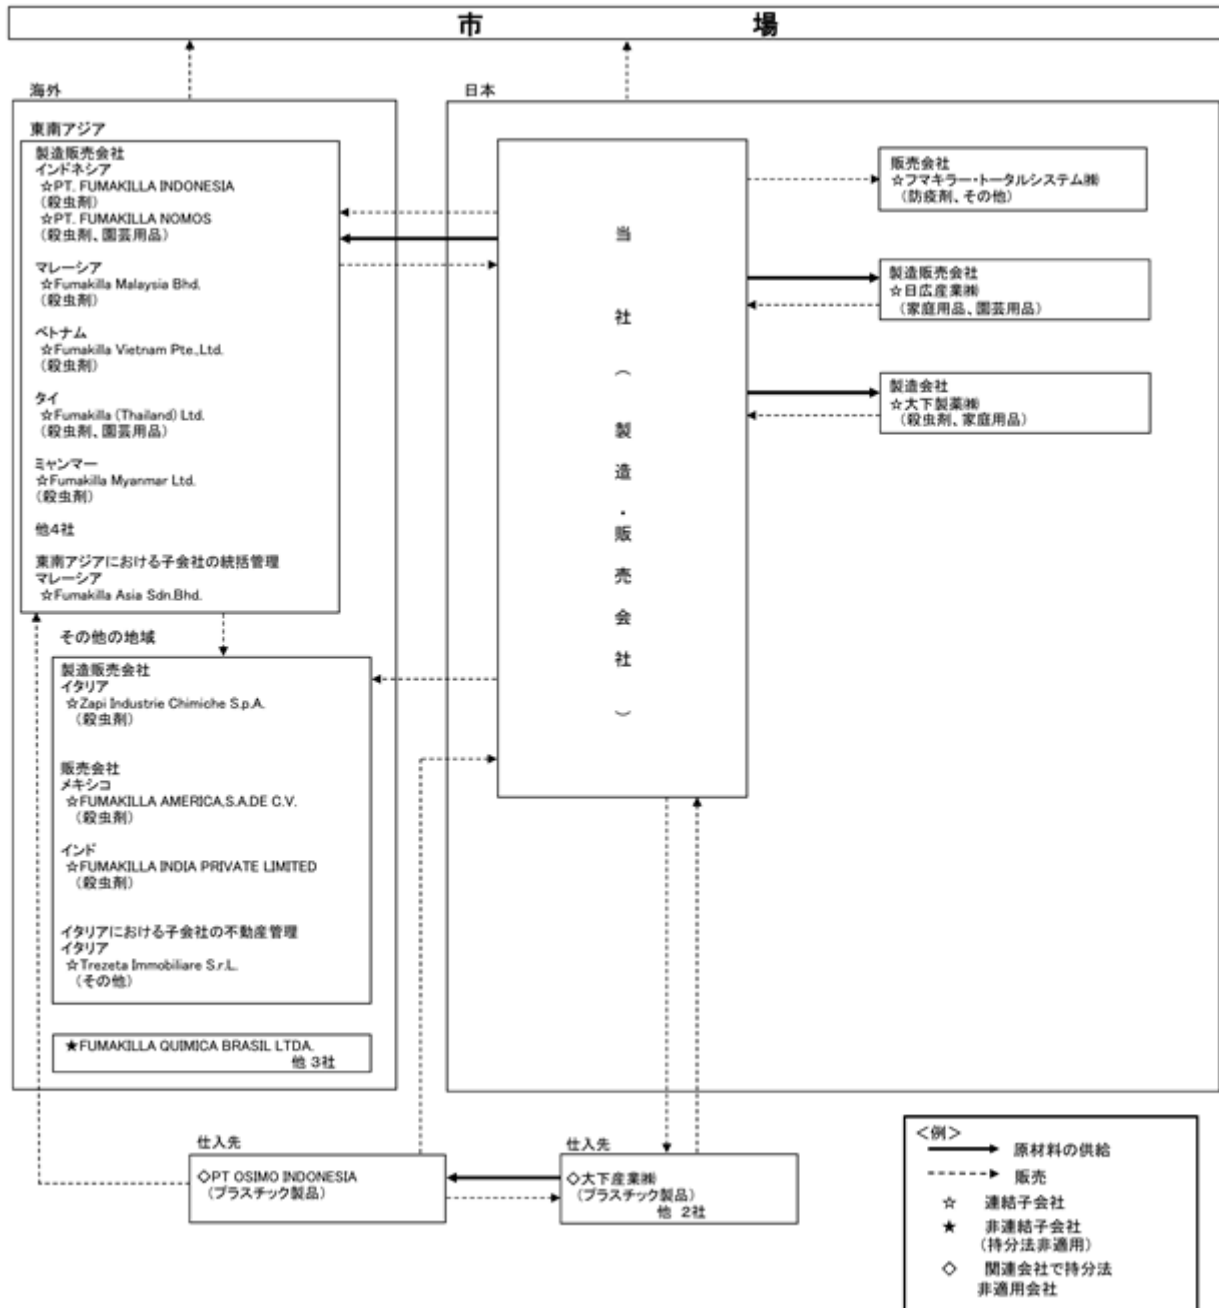 市 場
海外
東南アジア
製造販売会社
インドネシア
☆PT. FUMAKILLA INDONESIA
(殺虫剤)
☆PT. FUMAKILLA NOMOS
(殺虫剤、園芸用品)
マレーシア
☆Fumakilla Malaysia Bhd.
(殺虫剤)
ベトナム
☆Fumakilla Vietnam Pte.,Ltd.
(殺虫剤)
タイ
☆Fumakilla (Thailand) Ltd.
(殺虫剤、園芸用品)
ミャンマー
☆Fumakilla Myanmar Ltd.
(殺虫剤)
他4社
東南アジアにおける子会社の統括管理
マレーシア
☆Fumakilla Asia Sdn.Bhd.
その他の地域
製造販売会社
イタリア
☆Zapi Industrie Chimiche S.p.A.
(殺虫剤)
販売会社
メキシコ
☆FUMAKILLA AMERICA,S.A.DE C.V.
(殺虫剤)
インド
☆FUMAKILLA INDIA PRIVATE LIMITED
(殺虫剤)
イタリアにおける子会社の不動産管理
イタリア
☆Trezeta Immobiliare S.r.L.
(その他)
★FUMAKILLA QUIMICA BRASIL LTDA.
他 3社
日本
当社(製造・販売会社)
販売会社
☆フマキラー・トータルシステム㈱
(防疫剤、その他)
製造販売会社
☆日広産業㈱
(家庭用品、園芸用品)
製造会社
☆大下製薬㈱
(殺虫剤、家庭用品)
仕入先
◇PT OSIMO INDONESIA
(プラスチック製品)
仕入先
◇大下産業㈱
(プラスチック製品)
他 2社
<例>
原材料の供給
販売
☆ 連結子会社
★ 非連結子会社
(持分法非適用)
◇ 関連会社で持分法
非適用会社